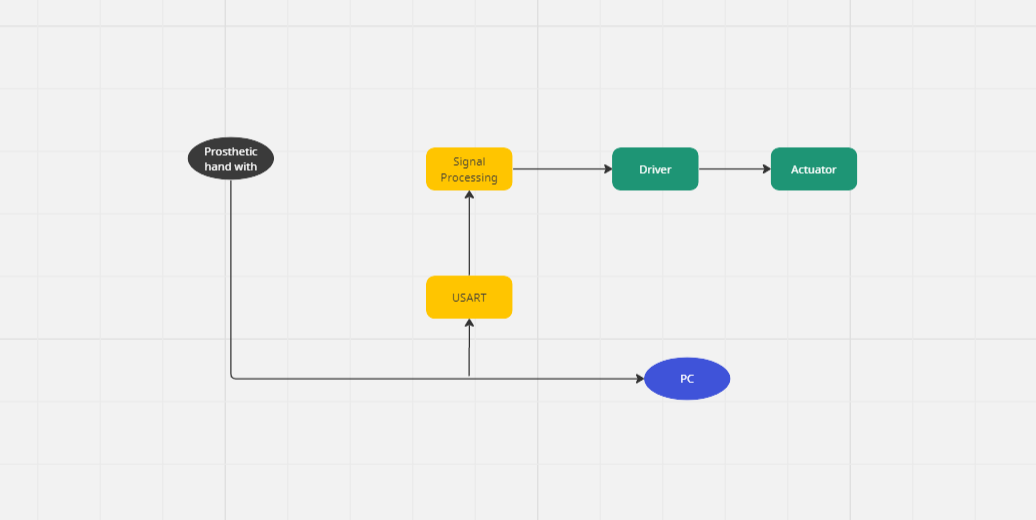 Prosthetic
hand with
Signal
Processing
Driver
Actuator
USART
PC